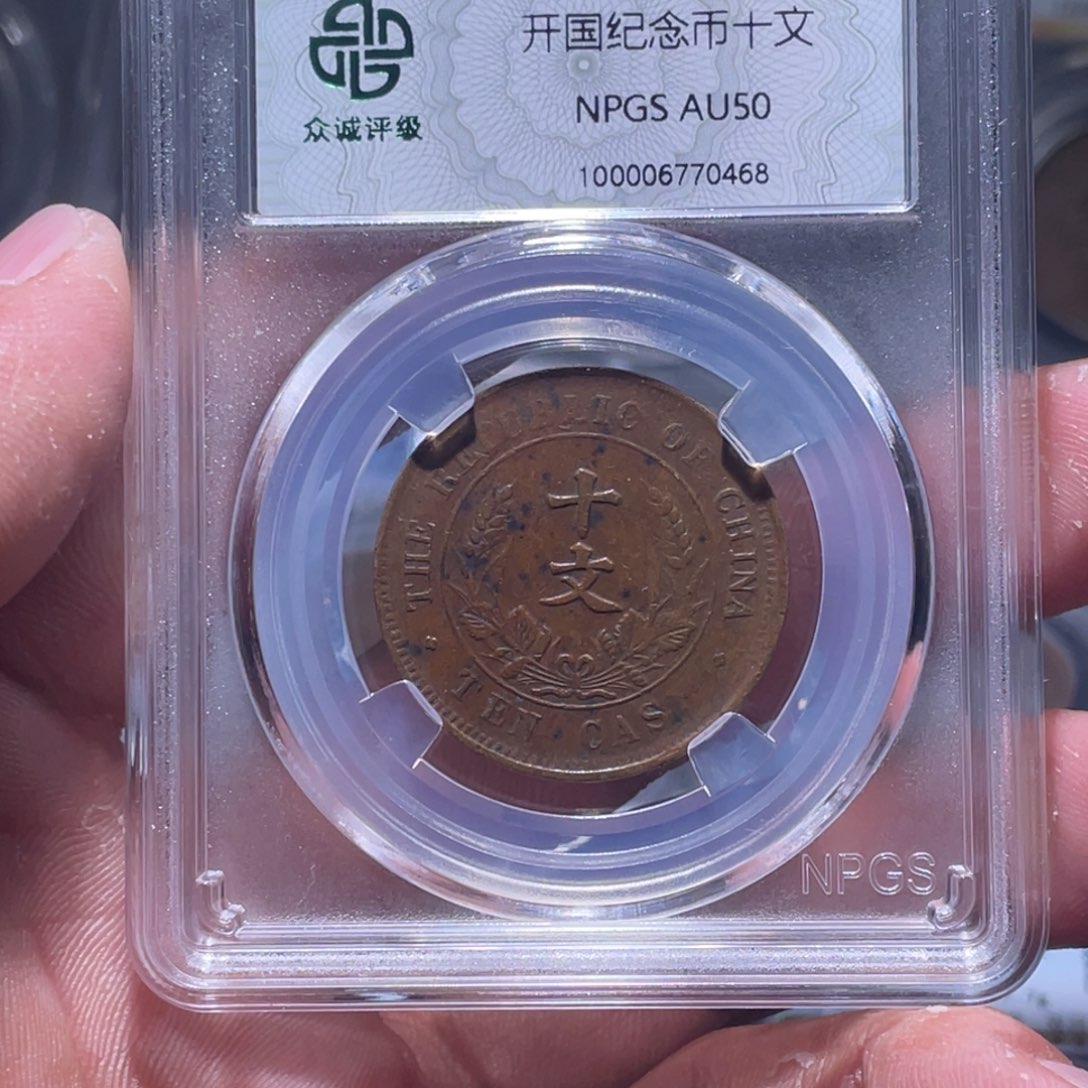 开国纪念币十文
众诚评级
NPGS AU50
100006770468
THE REPUBLIC OF CHINA
十
文
TEN CAS
NPGS